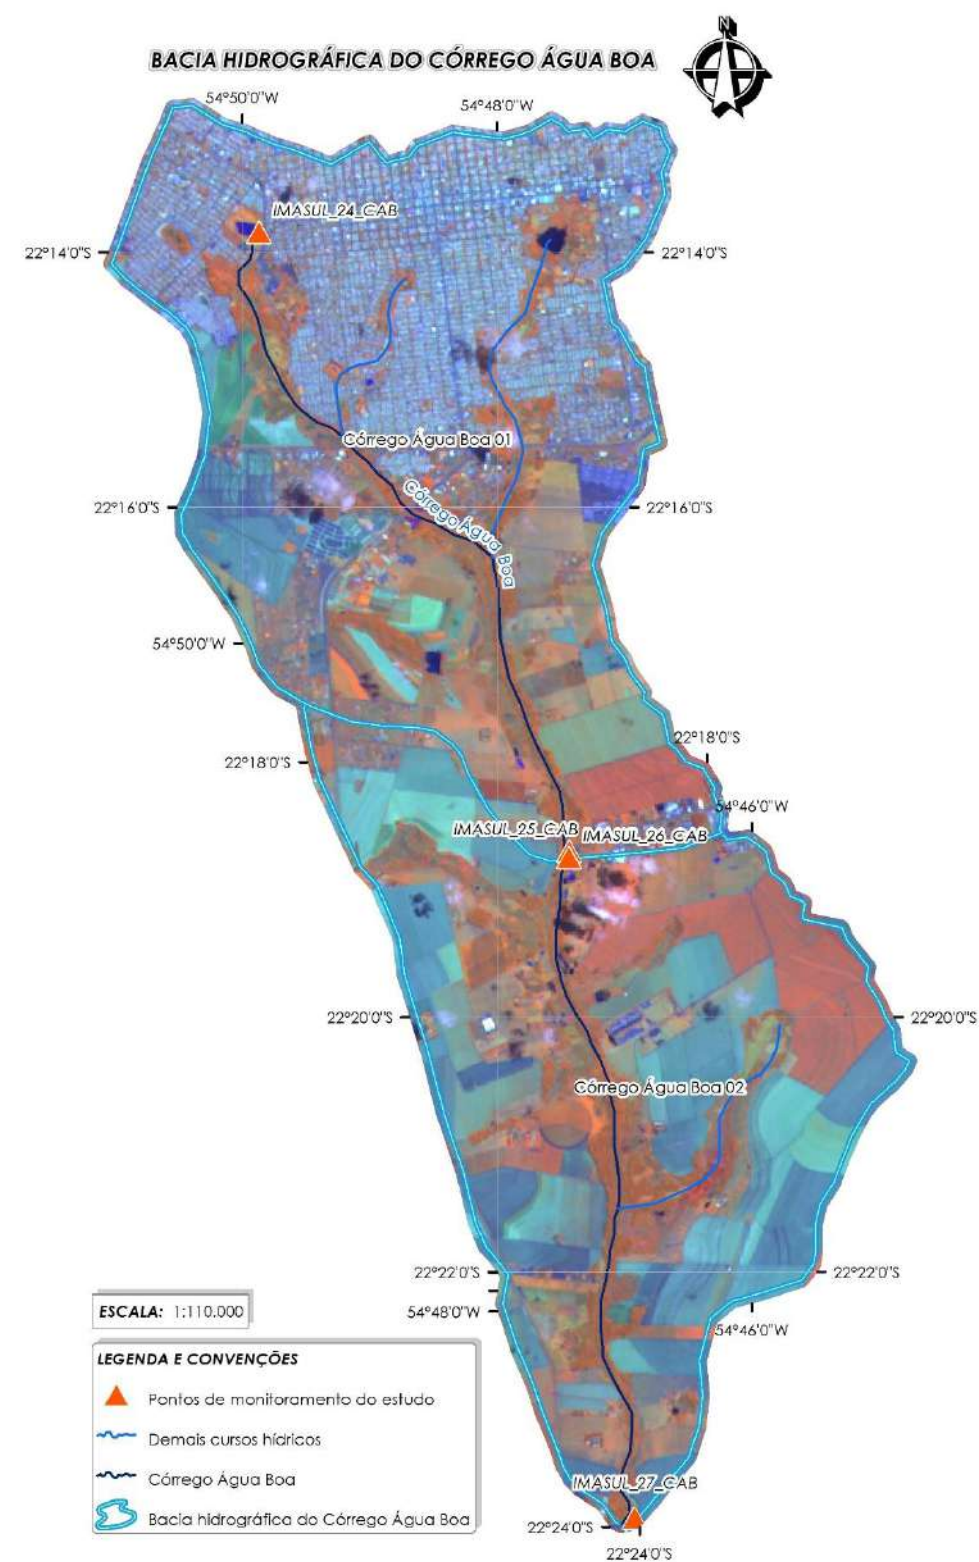 N
BACIA HIDROGRÁFICA DO CÓRREGO ÁGUA BOA
54°50'0"W
54°48'0"W
IMASUL_24_CAB
22°14'0"S
22°14'0"S
Córrego Água Boa 01
Córrego Água Boa
22°16'0"S
22°16'0"S
54°50'0"W
22°18'0"S
22°18'0"S
54°46'0"W
IMASUL_25_CAB
IMASUL_26_CAB
22°20'0"S
22°20'0"S
Córrego Água Boa 02
22°22'0"S
22°22'0"S
54°48'0"W
54°46'0"W
ESCALA: 1:110.000
LEGENDA E CONVENÇÕES
Pontos de monitoramento do estudo
Demais cursos hídricos
Córrego Água Boa
Bacia hidrográfica do Córrego Água Boa
IMASUL_27_CAB
22°24'0"S
22°24'0"S